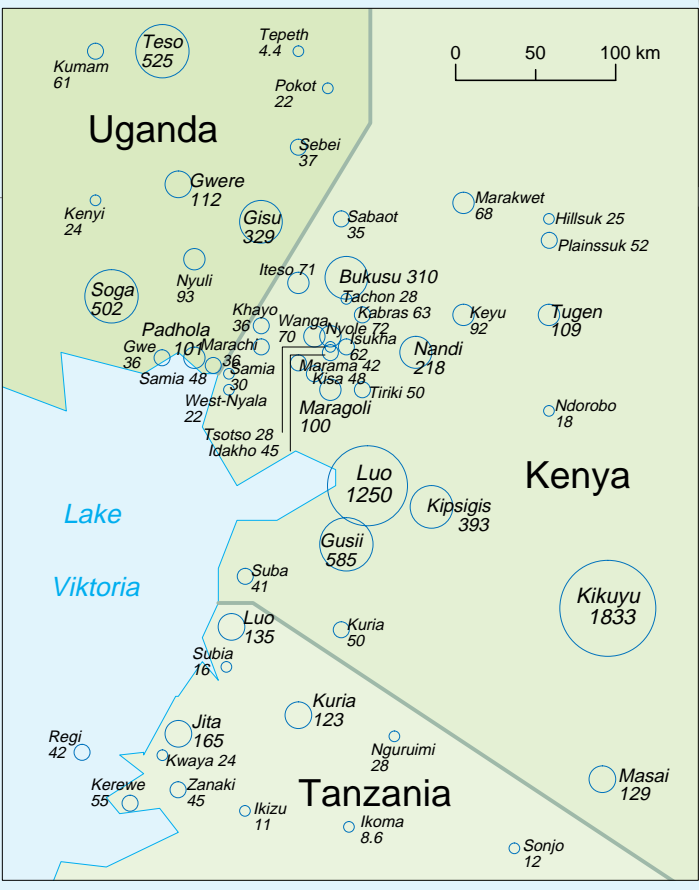 Teso
525
Tepeth
4.4
Kumam
61
0 50 100 km
Pokot
22
Uganda
Sebei
37
Gwere
112
Marakwet
68
Kenyi
24
Gisu
329
Sabaot
35
Hillsuk 25
Plainssuk 52
Nyuli
93
Iteso 71
Bukusu 310
Soga
502
Tachon 28
Kabras 63
Khayo
36
Wanga
70
Nyole 72
Keyu
92
Tugen
109
Padhola
101
Isukha
62
Gwe
36
Marachi
36
Nandi
218
Samia 48
Samia
30
Marama 42
Kisa 48
Tiriki 50
West-Nyala
22
Maragoli
100
Ndorobo
18
Tsotso 28
Idakho 45
Luo
1250
Kenya
Lake
Viktoria
Kipsigis
393
Gusii
585
Suba
41
Kikuyu
1833
Luo
135
Kuria
50
Subia
16
Kuria
123
Jita
165
Regi
42
Nguruimi
28
Kwaya 24
Masai
129
Kerewe
55
Zanaki
45
Tanzania
Ikizu
11
Ikoma
8.6
Sonjo
12